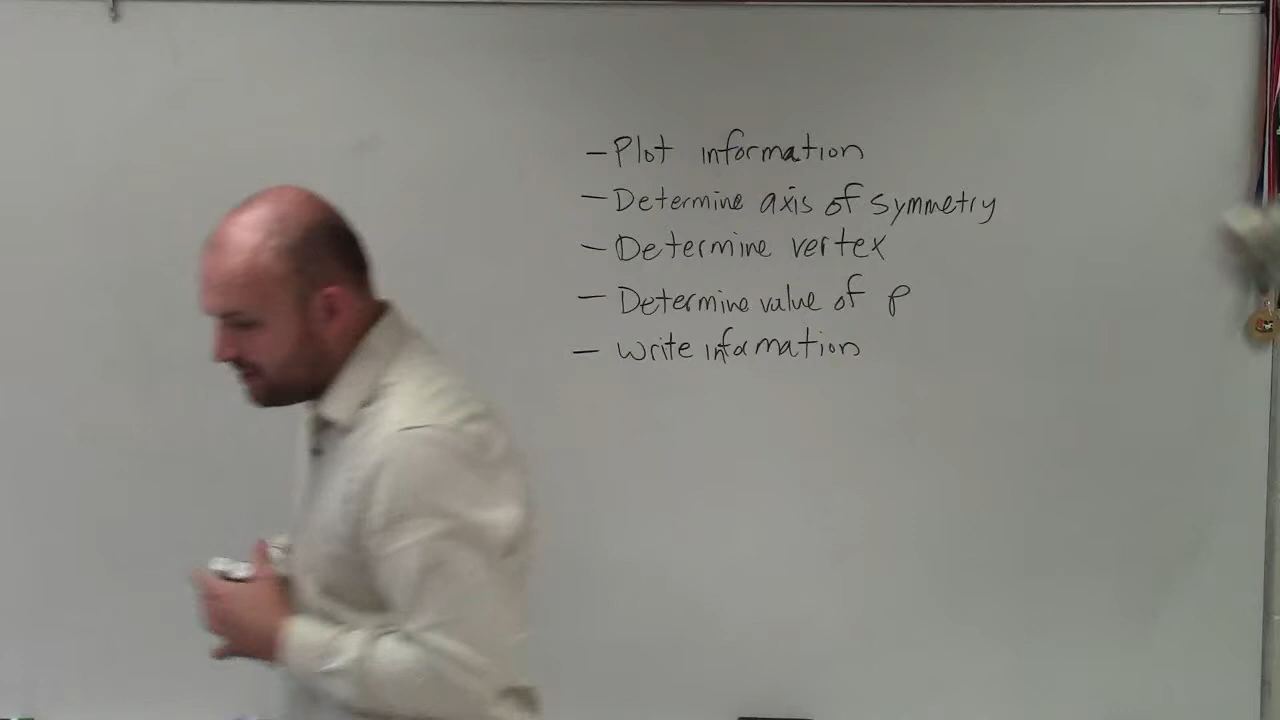 – Plot information
– Determine axis of symmetry
– Determine vertex
– Determine value of p
– Write information